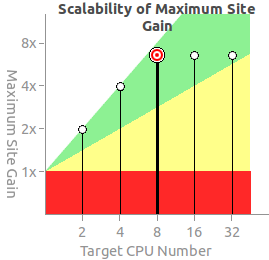 Scalability of Maximum Site
Gain
Maximum Site Gain
8x
4x
2x
1x
2 4 8 16 32
Target CPU Number